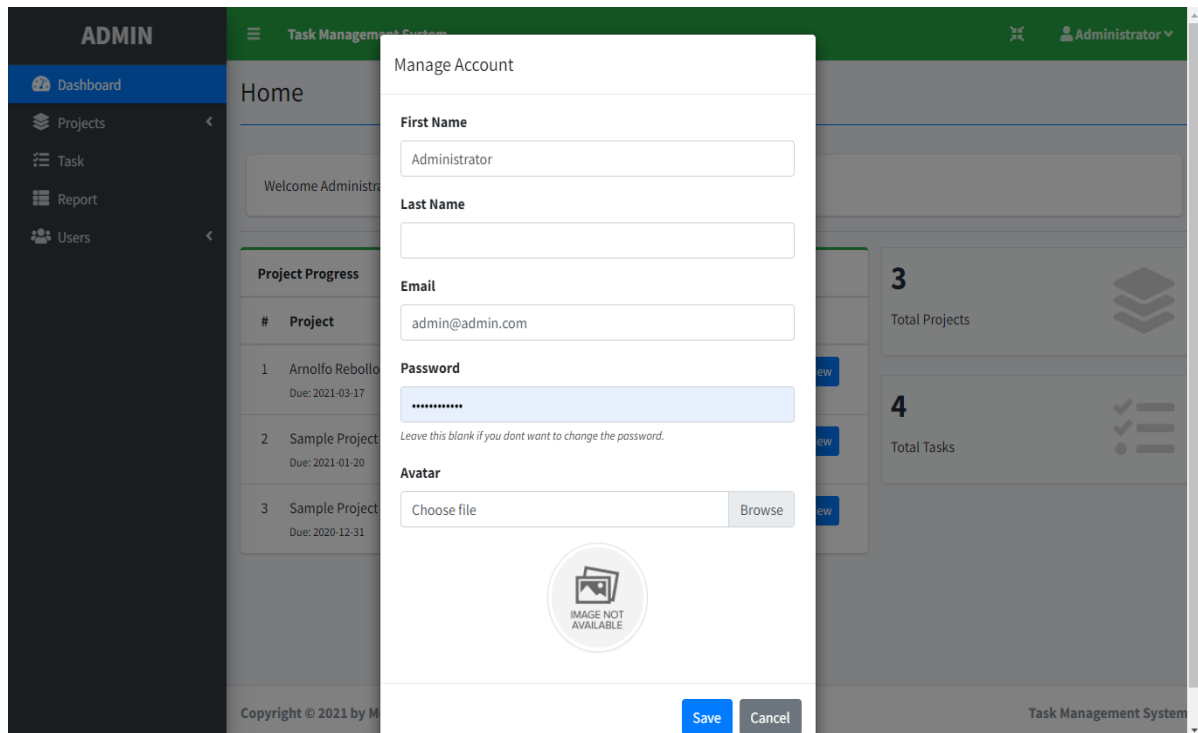 ADMIN
Task Management System
Administrator
Dashboard
Projects
Task
Report
Users
Home
Welcome
Project Progress
# Project
1 Arnolfo
Due: 2021-03-17
2 Sample Project
Due: 2021-01-20
3 Sample Project
Due: 2020-12-31
3
Total Projects
4
Total Tasks
Manage Account
First Name
Administrator
Last Name
Email
admin@admin.com
Password
••••••••••••
Leave this blank if you dont want to change the password.
Avatar
Choose file Browse
IMAGE NOT
AVAILABLE
Save Cancel
Copyright © 2021 by
Task Management System